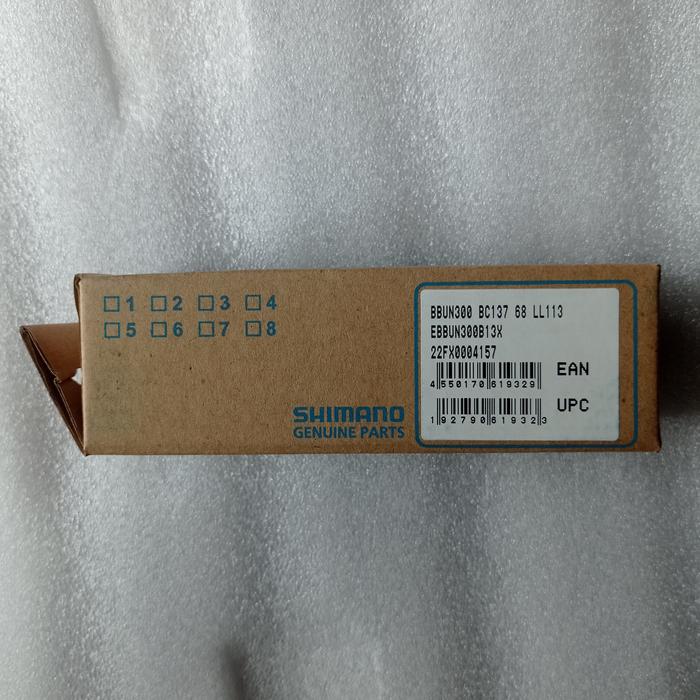 ☐1 ☐2 ☐3 ☐4
☐5 ☐6 ☐7 ☐8
SHIMANO
GENUINE PARTS
BBUN300 BC137 68 LL113
EBBUN300B13X
22FX0004157
4 550170 619329
EAN
1 92790 61932 3
UPC